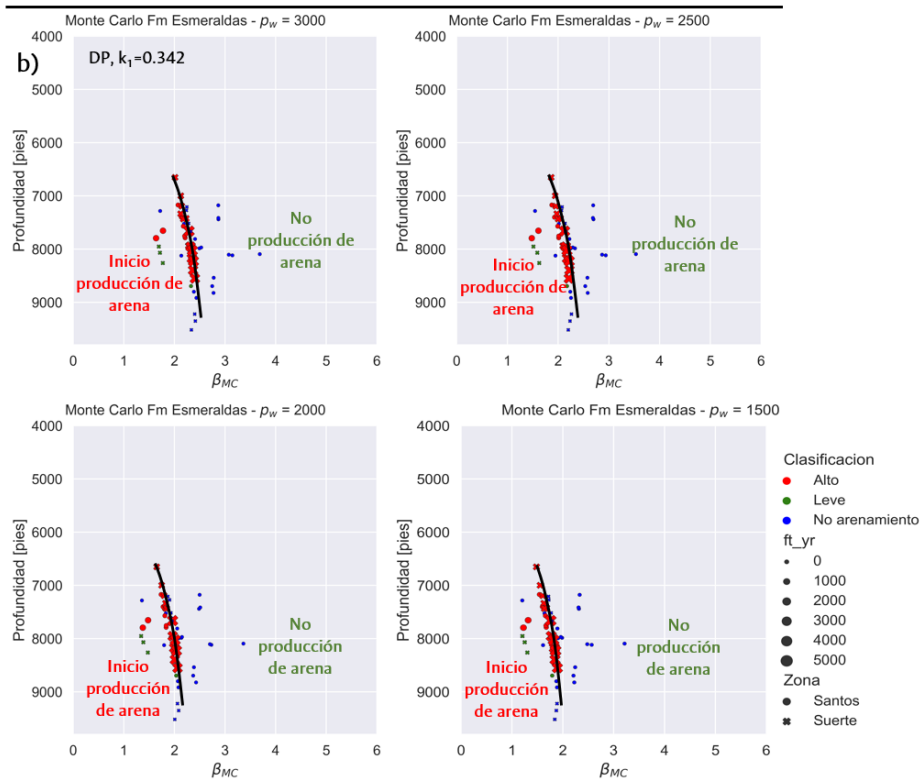 Monte Carlo Fm Esmeraldas - p_w = 3000
b)
DP, k₁=0.342
4000
5000
6000
7000
8000
9000
Profundidad [pies]
No
producción de
arena
Inicio
producción de
arena
0 1 2 3 4 5 6
β_MC
Monte Carlo Fm Esmeraldas - p_w = 2500
4000
5000
6000
7000
8000
9000
Profundidad [pies]
No
producción de
arena
Inicio
producción de
arena
0 1 2 3 4 5 6
β_MC
Monte Carlo Fm Esmeraldas - p_w = 2000
4000
5000
6000
7000
8000
9000
Profundidad [pies]
No
producción
de arena
Inicio
producción
de arena
0 1 2 3 4 5 6
β_MC
Monte Carlo Fm Esmeraldas - p_w = 1500
4000
5000
6000
7000
8000
9000
Profundidad [pies]
No
producción
de arena
Inicio
producción
de arena
0 1 2 3 4 5 6
β_MC
Clasificacion
Alto
Leve
No arenamiento
ft_yr
0
1000
2000
3000
4000
5000
Zona
Santos
Suerte